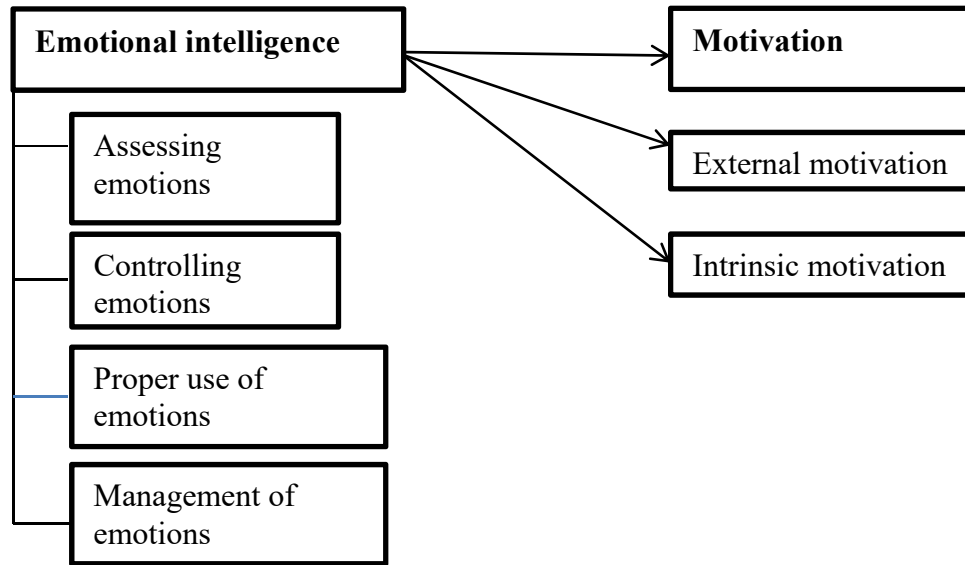 Emotional intelligence
Assessing
emotions
Controlling
emotions
Proper use of
emotions
Management of
emotions
Motivation
External motivation
Intrinsic motivation